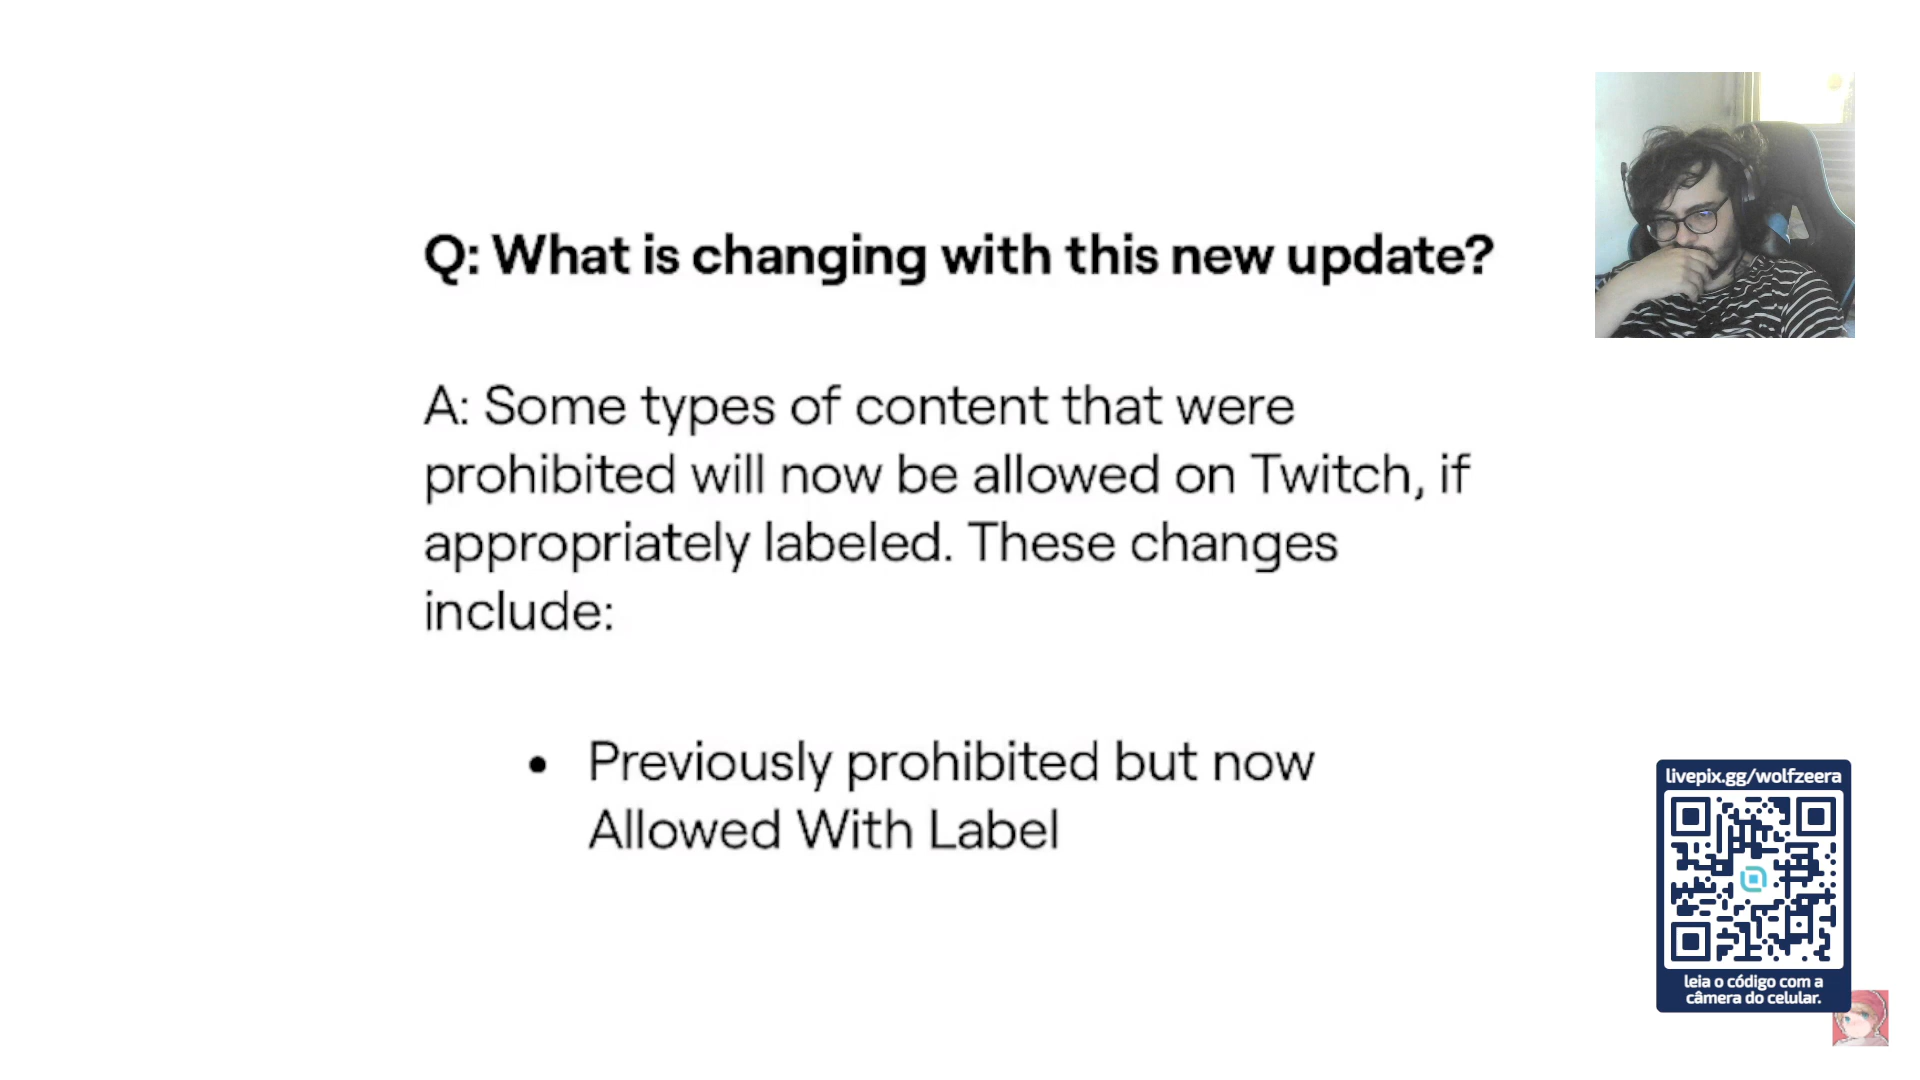 Q: What is changing with this new update?
A: Some types of content that were
prohibited will now be allowed on Twitch, if
appropriately labeled. These changes
include:
• Previously prohibited but now
Allowed With Label
livepix.gg/wolfzeera
leia o código com a
câmera do celular.